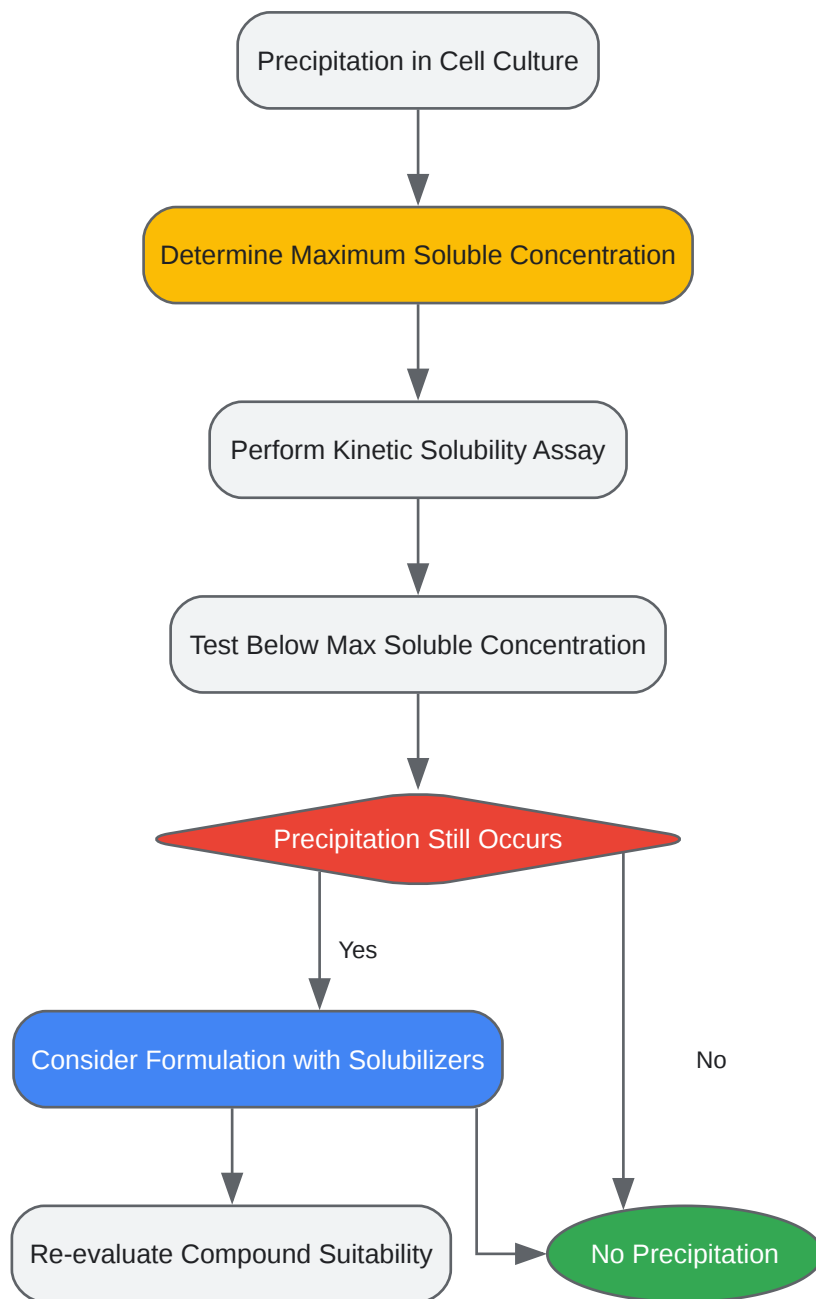 Precipitation in Cell Culture
Determine Maximum Soluble Concentration
Perform Kinetic Solubility Assay
Test Below Max Soluble Concentration
Precipitation Still Occurs
Yes
Consider Formulation with Solubilizers
No
Re-evaluate Compound Suitability
No Precipitation